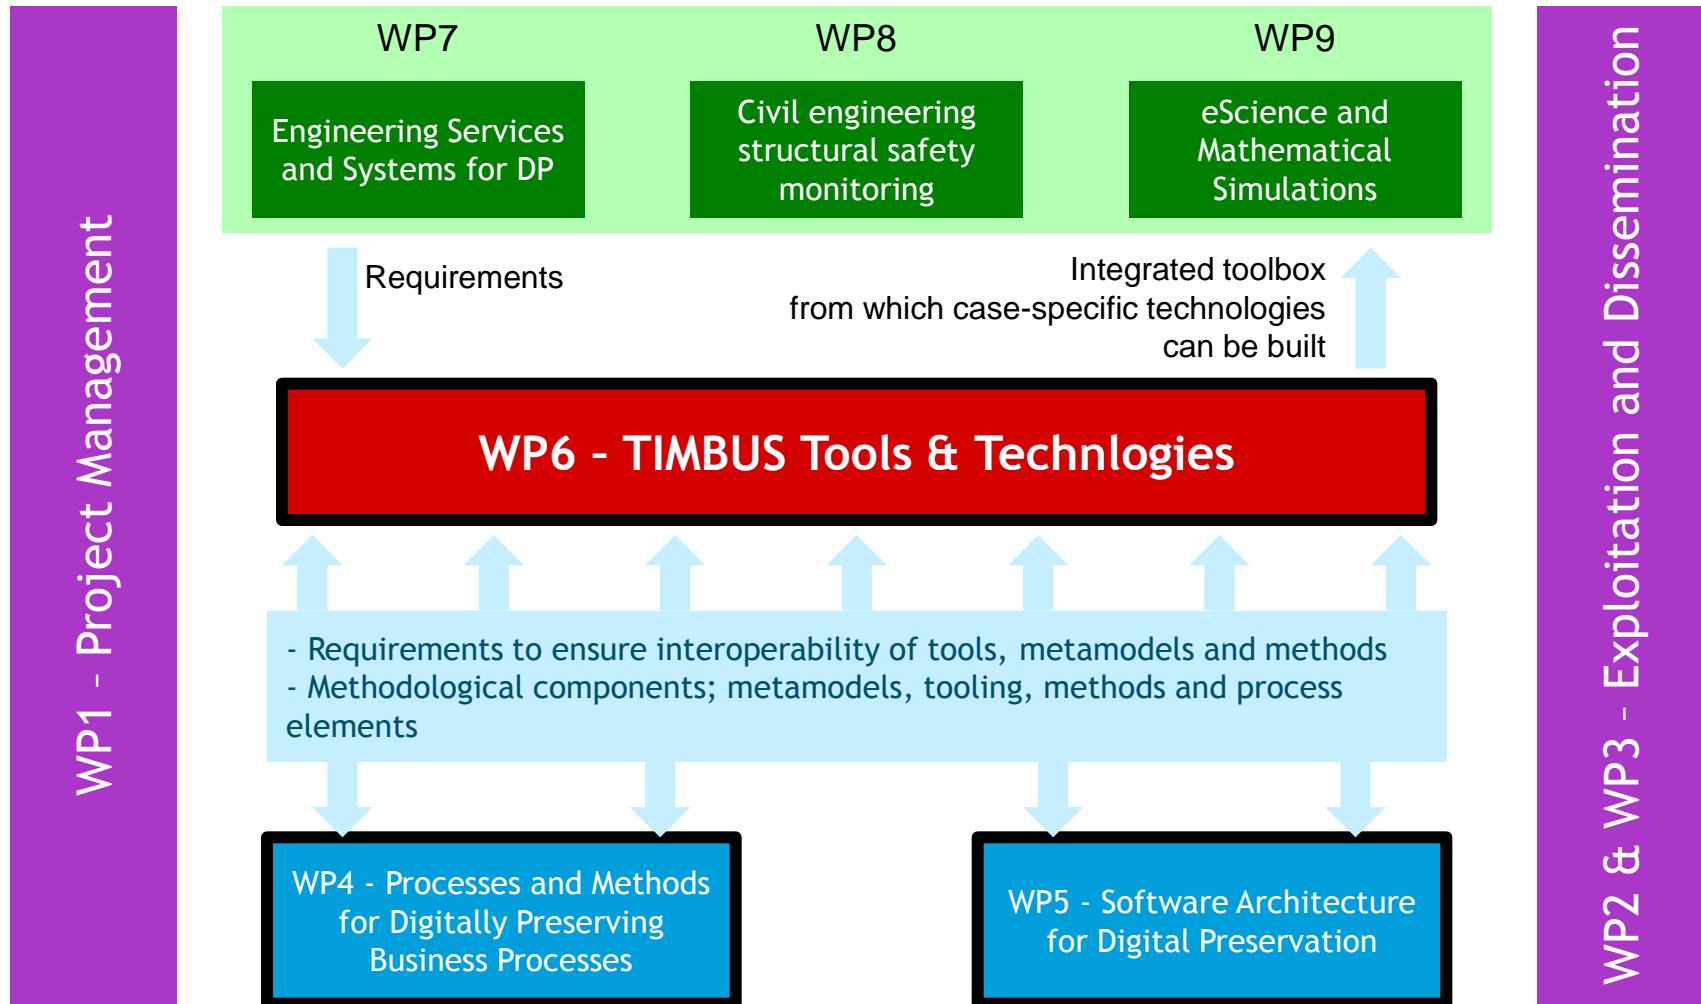 WP1 – Project Management
WP7
WP8
WP9
Engineering Services
and Systems for DP
Civil engineering
structural safety
monitoring
eScience and
Mathematical
Simulations
Requirements
Integrated toolbox
from which case-specific technologies
can be built
WP6 – TIMBUS Tools & Technlogies
- Requirements to ensure interoperability of tools, metamodels and methods
- Methodological components; metamodels, tooling, methods and process
elements
WP4 - Processes and Methods
for Digitally Preserving
Business Processes
WP5 - Software Architecture
for Digital Preservation
WP2 & WP3 – Exploitation and Dissemination